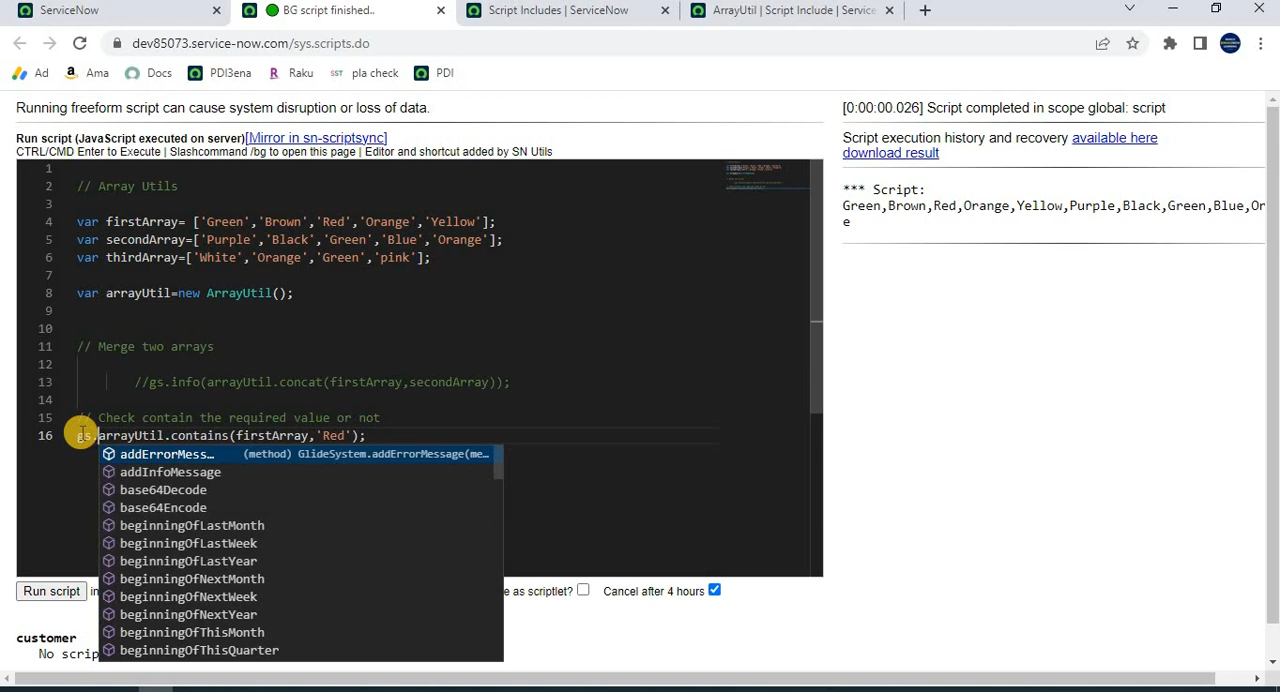 ServiceNow
BG script finished..
Script Includes | ServiceNow
ArrayUtil | Script Include | Service
dev85073.service-now.com/sys.scripts.do
Ad
Ama
Docs
PDI3ena
Raku
SST pla check
PDI
Running freeform script can cause system disruption or loss of data.
Run script (JavaScript executed on server)[Mirror in sn-scriptsync]
CTRL/CMD Enter to Execute | Slashcommand /bg to open this page | Editor and shortcut added by SN Utils
1
2 // Array Utils
3
4 var firstArray= ['Green','Brown','Red','Orange','Yellow'];
5 var secondArray=['Purple','Black','Green','Blue','Orange'];
6 var thirdArray=['White','Orange','Green','pink'];
7
8 var arrayUtil=new ArrayUtil();
9
10
11 // Merge two arrays
12
13 //gs.info(arrayUtil.concat(firstArray,secondArray));
14
15 // Check contain the required value or not
16 gs.arrayUtil.contains(firstArray,'Red');
addErrorMess… (method) GlideSystem.addErrorMessage(me…
addInfoMessage
base64Decode
base64Encode
beginningOfLastMonth
beginningOfLastWeek
beginningOfLastYear
beginningOfNextMonth
beginningOfNextWeek
beginningOfNextYear
beginningOfThisMonth
beginningOfThisQuarter
Run script in
e as scriptlet?
Cancel after 4 hours
customer
No scrip
[0:00:00.026] Script completed in scope global: script
Script execution history and recovery available here
download result
*** Script:
Green,Brown,Red,Orange,Yellow,Purple,Black,Green,Blue,Or
e